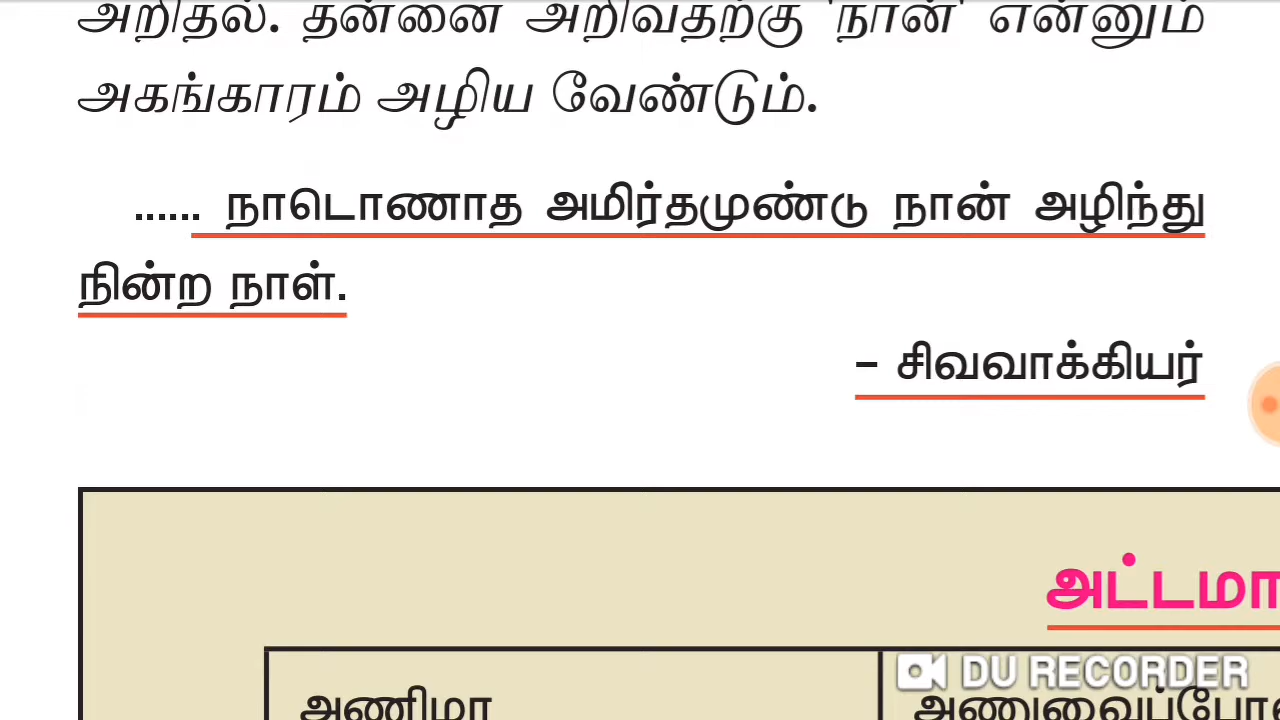 அறிதல். தன்னை அறிவதற்கு 'நான்' என்னும்
அகங்காரம் அழிய வேண்டும்.
...... நாடொணாத அமிர்தமுண்டு நான் அழிந்து
நின்ற நாள்.
– சிவவாக்கியர்
அட்டமா
DU RECORDER
அணிமா அணுவைப்போல